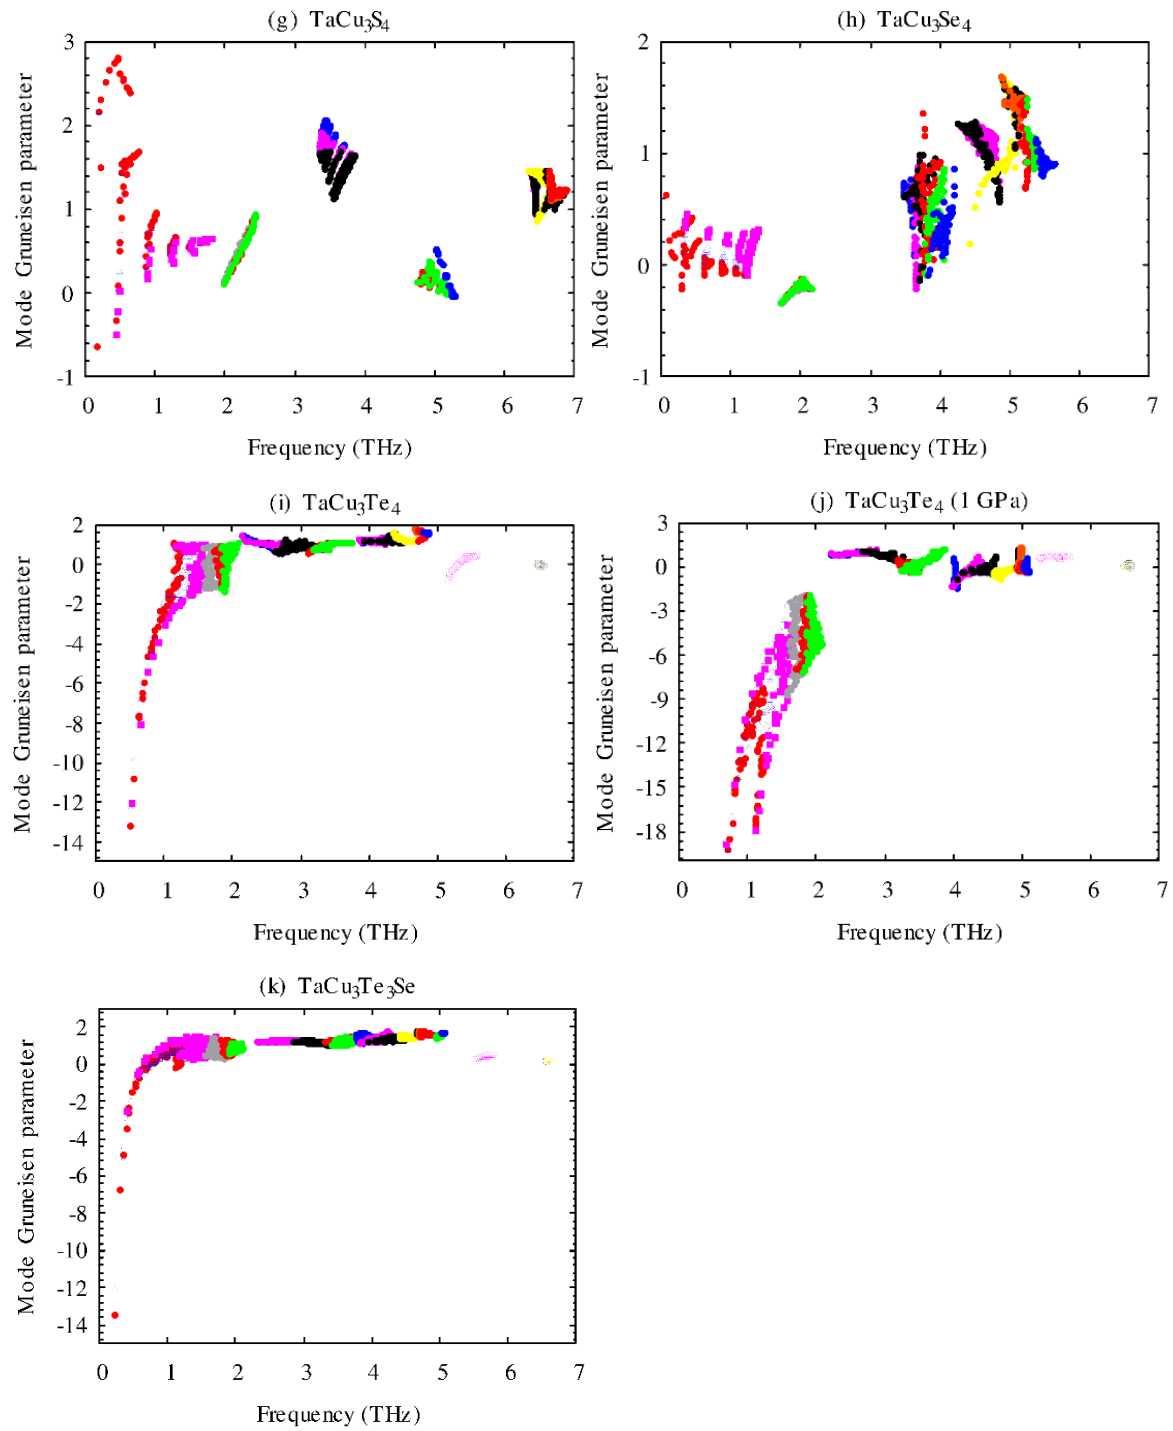 (g) TaCu3S4
(h) TaCu3Se4
Mode Gruneisen parameter
3
2
1
0
-1
0 1 2 3 4 5 6 7
Frequency (THz)
Mode Gruneisen parameter
2
1
0
-1
0 1 2 3 4 5 6 7
Frequency (THz)
(i) TaCu3Te4
(j) TaCu3Te4 (1 GPa)
Mode Gruneisen parameter
2
0
-2
-4
-6
-8
-10
-12
-14
0 1 2 3 4 5 6 7
Frequency (THz)
Mode Gruneisen parameter
3
0
-3
-6
-9
-12
-15
-18
0 1 2 3 4 5 6 7
Frequency (THz)
(k) TaCu3Te3Se
Mode Gruneisen parameter
2
0
-2
-4
-6
-8
-10
-12
-14
0 1 2 3 4 5 6 7
Frequency (THz)